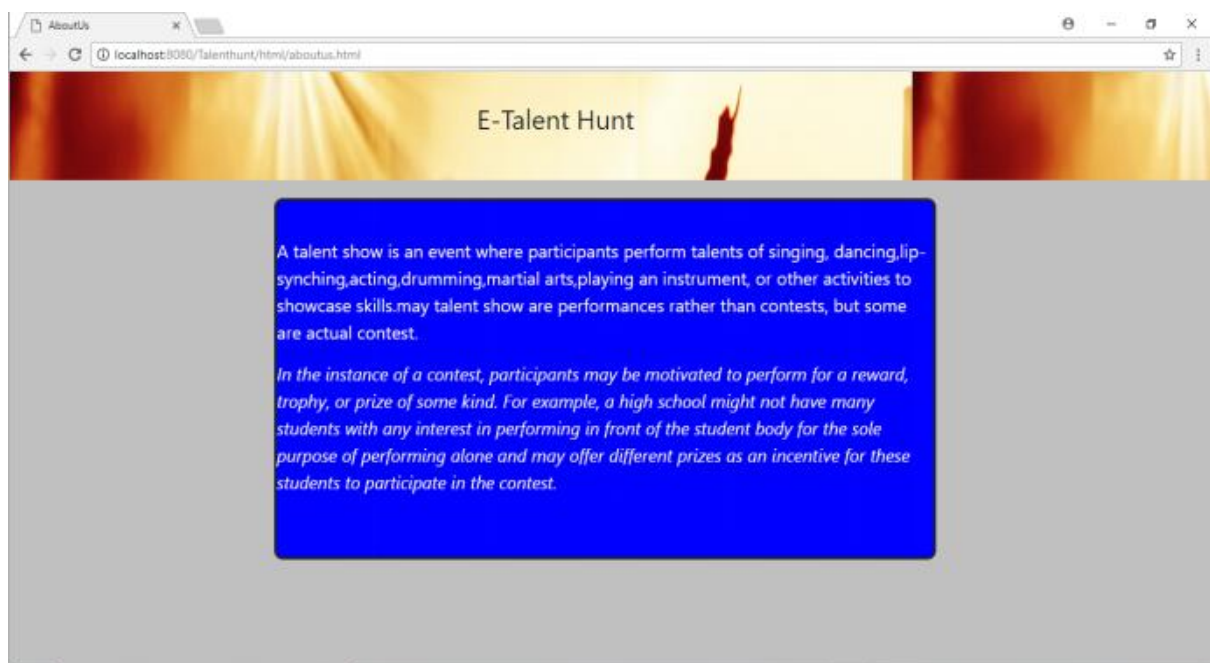 AboutUs
localhost:8080/Talenthunt/html/aboutus.html
E-Talent Hunt
A talent show is an event where participants perform talents of singing, dancing,lip-
synching,acting,drumming,martial arts,playing an instrument, or other activities to
showcase skills.may talent show are performances rather than contests, but some
are actual contest.
In the instance of a contest, participants may be motivated to perform for a reward,
trophy, or prize of some kind. For example, a high school might not have many
students with any interest in performing in front of the student body for the sole
purpose of performing alone and may offer different prizes as an incentive for these
students to participate in the contest.